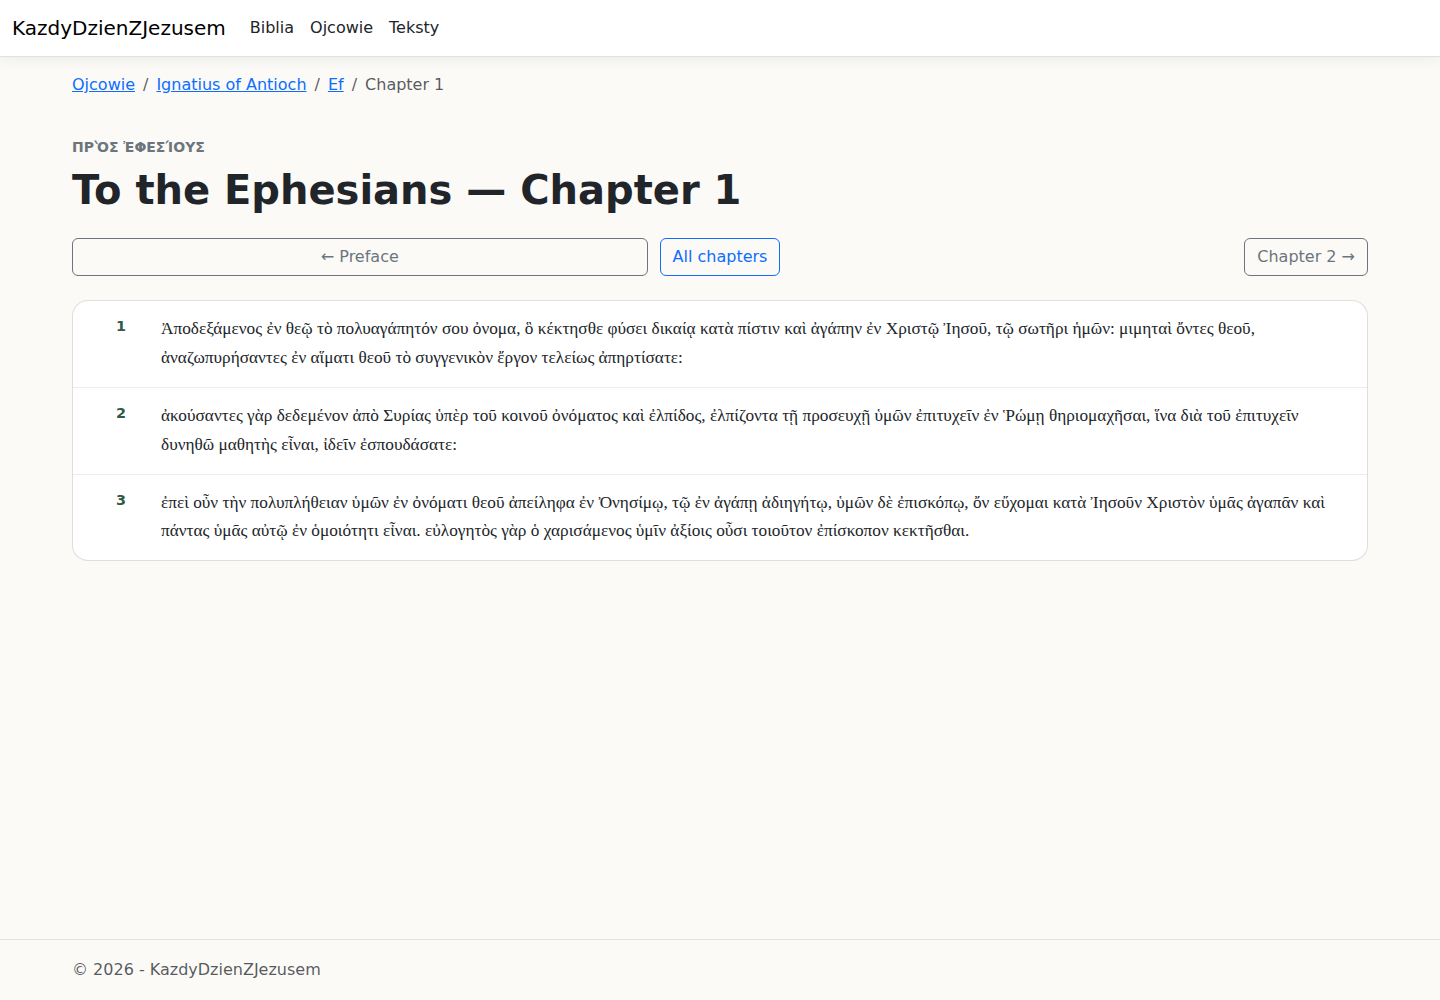 KazdyDzienZJezusem Biblia Ojcowie Teksty
Ojcowie / Ignatius of Antioch / Ef / Chapter 1
ΠΡῸΣ ἘΦΕΣΊΟΥΣ
To the Ephesians — Chapter 1
← Preface All chapters Chapter 2 →
1 Ἀποδεξάμενος ἐν θεῷ τὸ πολυαγάπητόν σου ὄνομα, ὃ κέκτησθε φύσει δικαίᾳ κατὰ πίστιν καὶ ἀγάπην ἐν Χριστῷ Ἰησοῦ, τῷ σωτῆρι ἡμῶν: μιμηταὶ ὄντες θεοῦ,
ἀναζωπυρήσαντες ἐν αἵματι θεοῦ τὸ συγγενικὸν ἔργον τελείως ἀπηρτίσατε:
2 ἀκούσαντες γὰρ δεδεμένον ἀπὸ Συρίας ὑπὲρ τοῦ κοινοῦ ὀνόματος καὶ ἐλπίδος, ἐλπίζοντα τῇ προσευχῇ ὑμῶν ἐπιτυχεῖν ἐν Ῥώμῃ θηριομαχῆσαι, ἵνα διὰ τοῦ ἐπιτυχεῖν
δυνηθῶ μαθητὴς εἶναι, ἰδεῖν ἐσπουδάσατε:
3 ἐπεὶ οὖν τὴν πολυπλήθειαν ὑμῶν ἐν ὀνόματι θεοῦ ἀπείληφα ἐν Ὀνησίμῳ, τῷ ἐν ἀγάπῃ ἀδιηγήτῳ, ὑμῶν δὲ ἐπισκόπῳ, ὅν εὔχομαι κατὰ Ἰησοῦν Χριστὸν ὑμᾶς ἀγαπᾶν καὶ
πάντας ὑμᾶς αὐτῷ ἐν ὁμοιότητι εἶναι. εὐλογητὸς γὰρ ὁ χαρισάμενος ὑμῖν ἀξίοις οὖσι τοιοῦτον ἐπίσκοπον κεκτῆσθαι.
© 2026 - KazdyDzienZJezusem